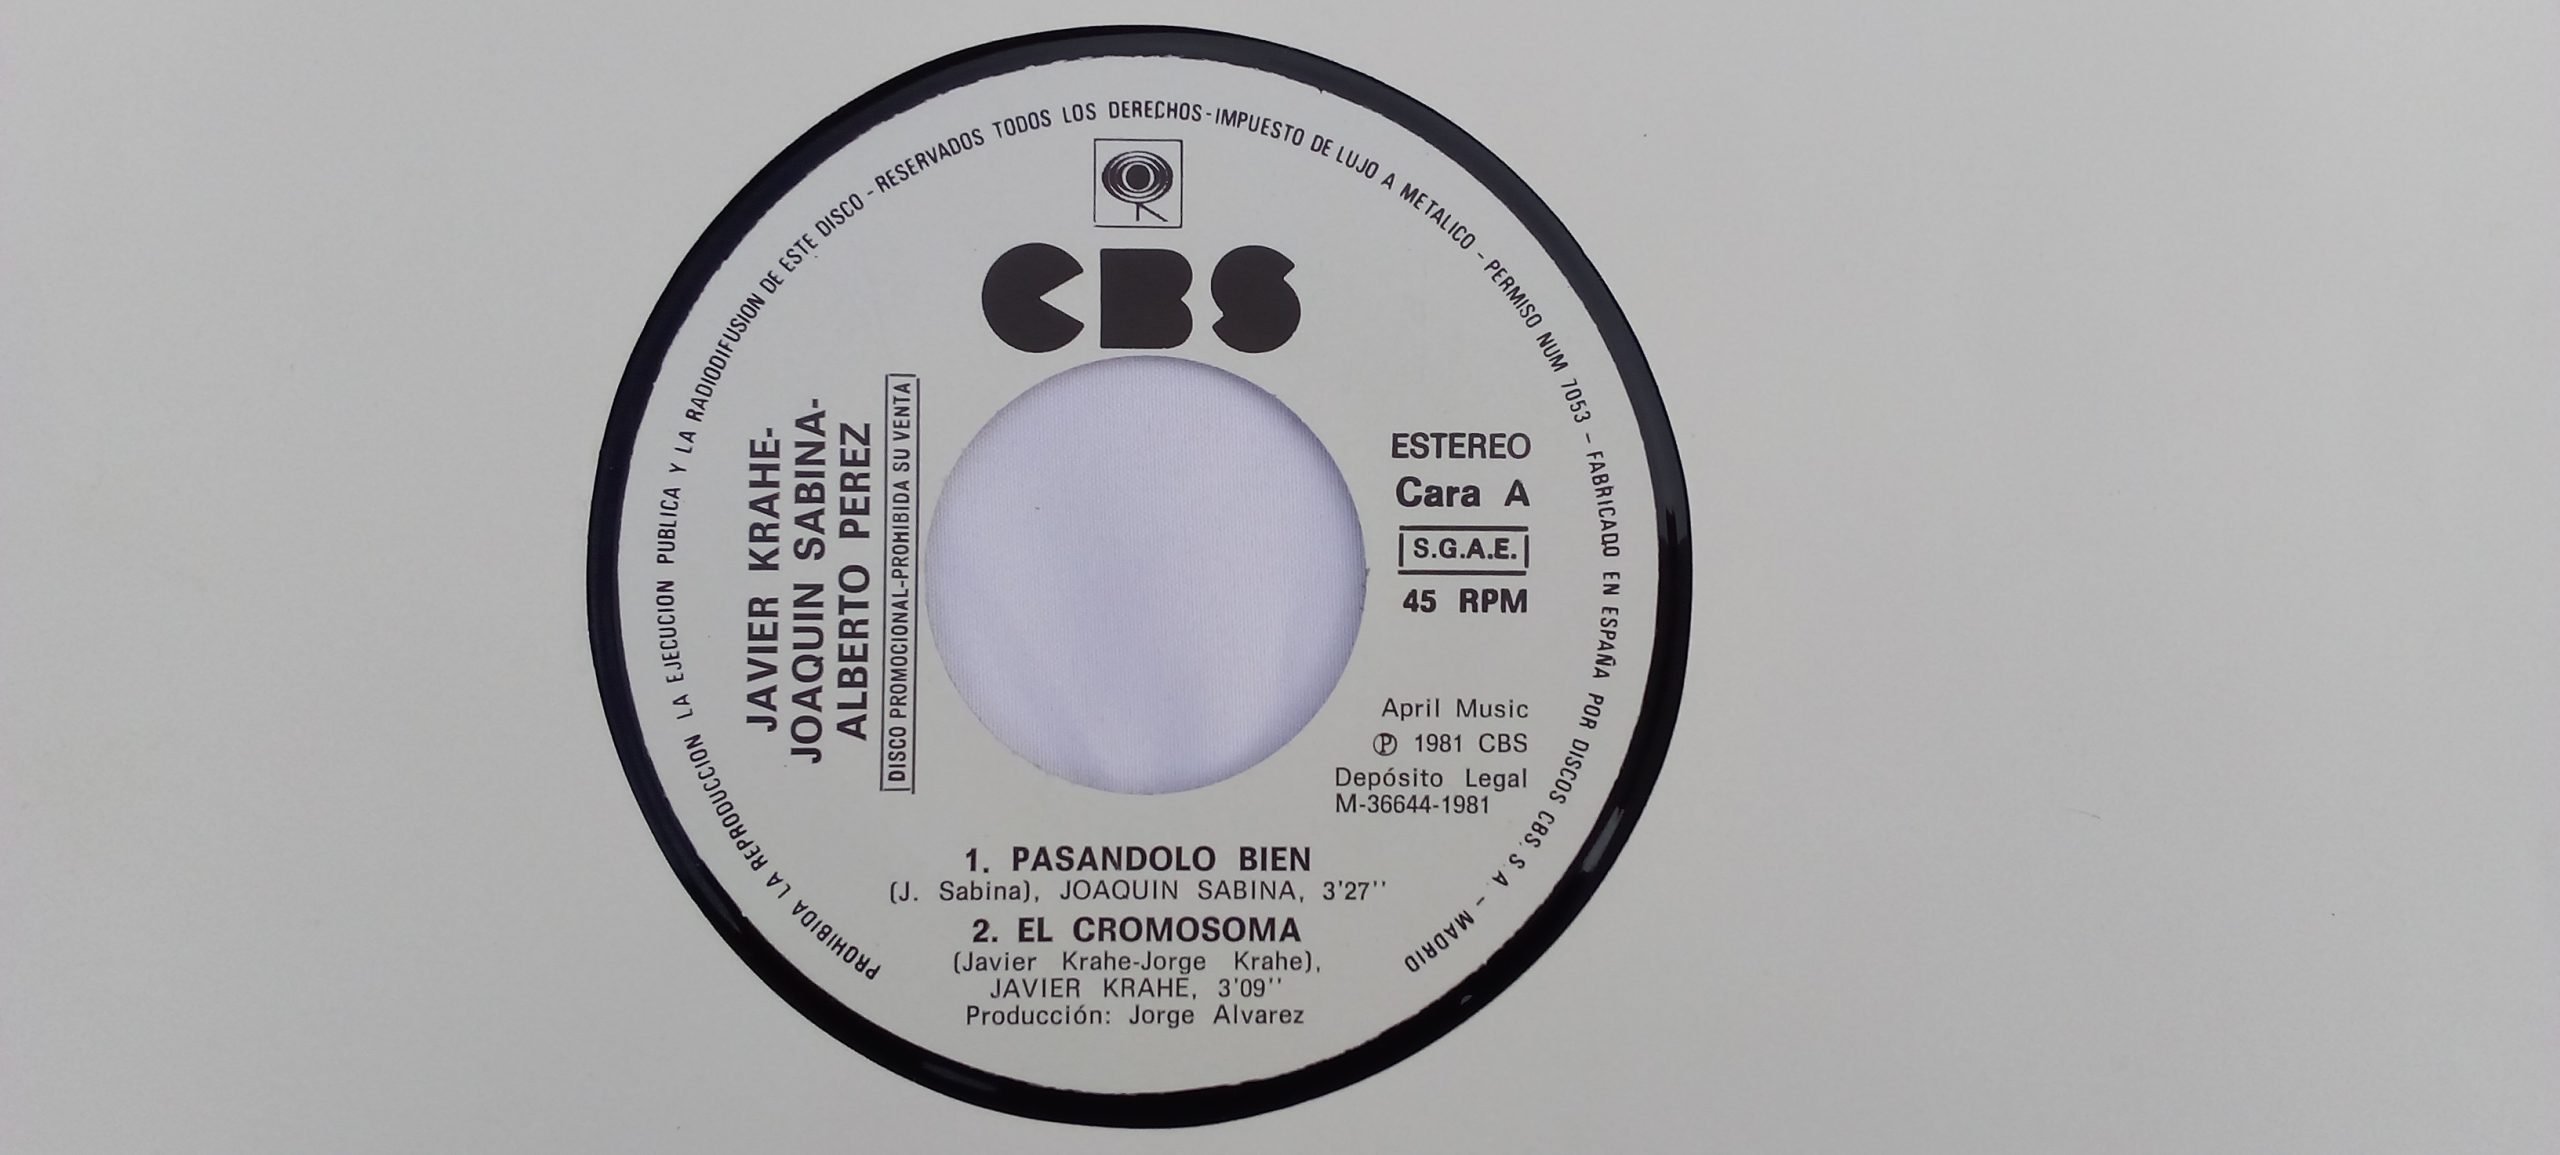 PROHIBIDA LA REPRODUCCION LA EJECUCION PUBLICA Y LA RADIODIFUSION DE ESTE DISCO - RESERVADOS TODOS LOS DERECHOS - IMPUESTO DE LUJO A METALICO - PERMISO NUM 7053 - FABRICADO EN ESPAÑA POR DISCOS CBS. S.A. - MADRID
CBS
JAVIER KRAHE-
JOAQUIN SABINA-
ALBERTO PEREZ
DISCO PROMOCIONAL-PROHIBIDA SU VENTA
ESTEREO
Cara A
S.G.A.E.
45 RPM
April Music
℗ 1981 CBS
Depósito Legal
M-36644-1981
1. PASANDOLO BIEN
(J. Sabina), JOAQUIN SABINA, 3'27''
2. EL CROMOSOMA
(Javier Krahe-Jorge Krahe),
JAVIER KRAHE, 3'09''
Producción: Jorge Alvarez